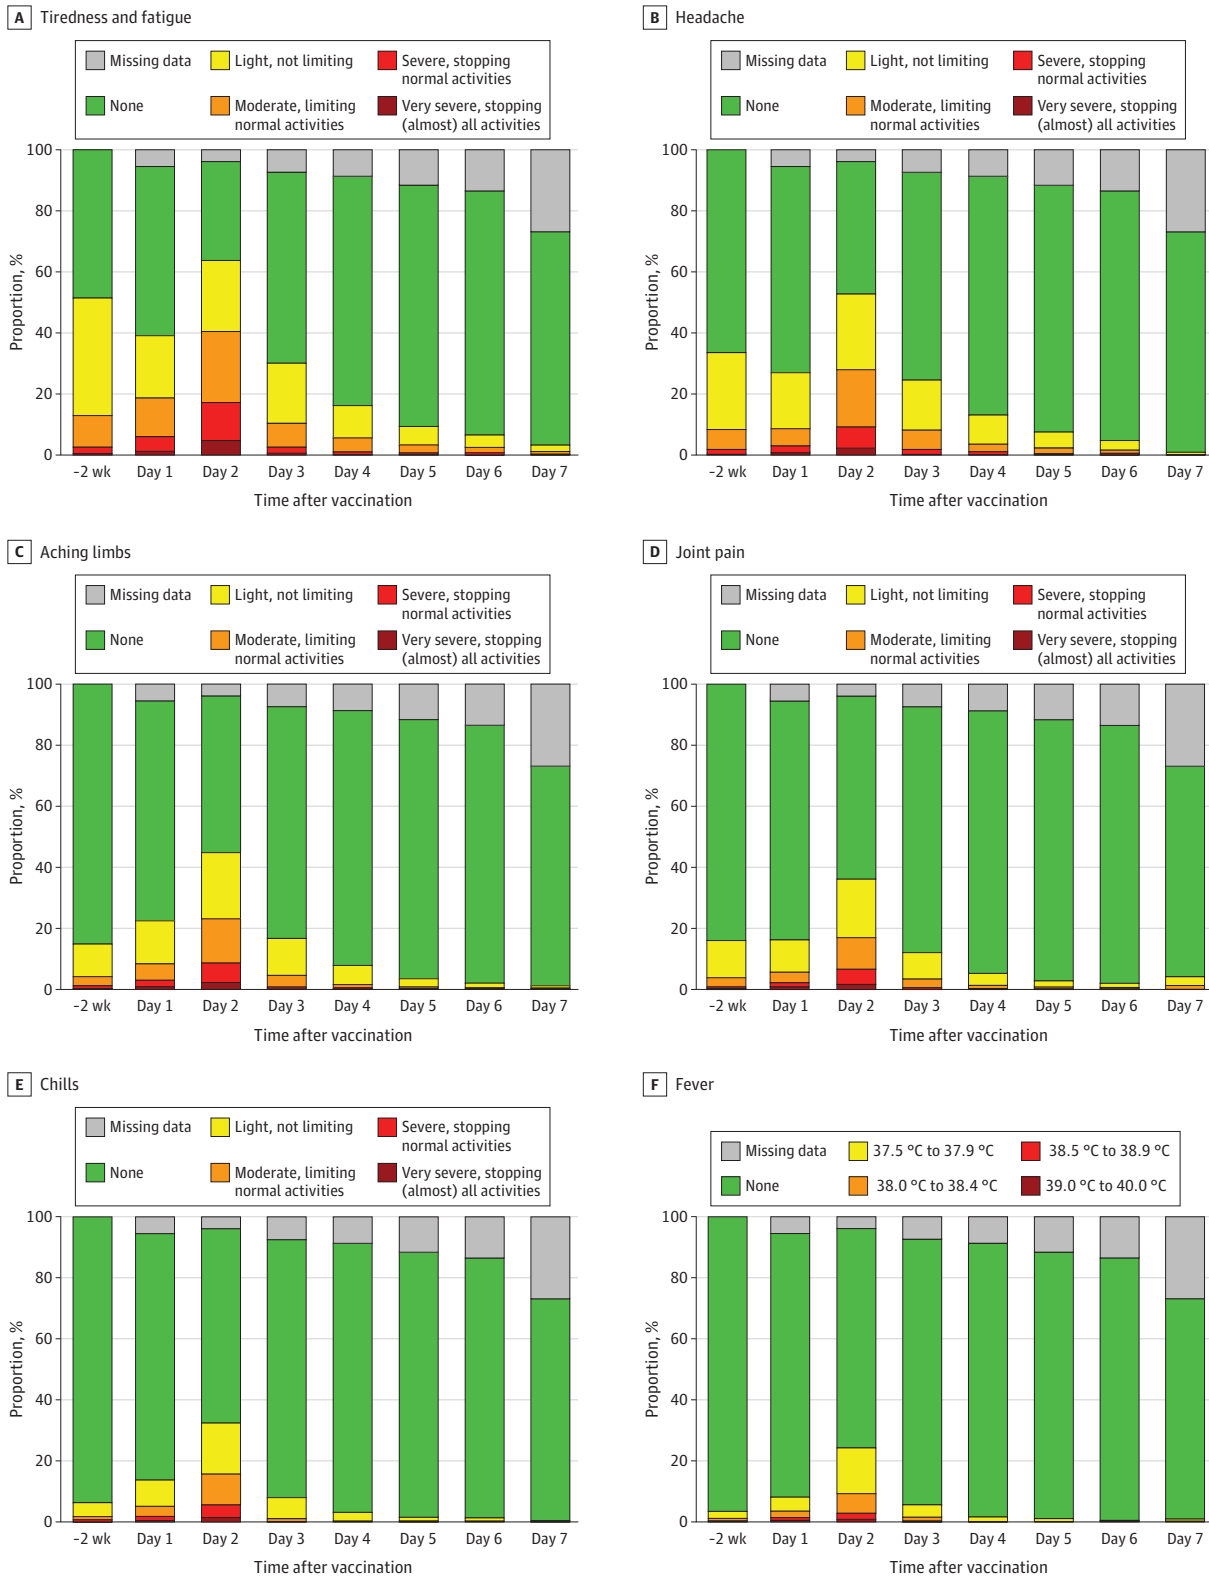 A Tiredness and fatigue
Missing data
Light, not limiting
Severe, stopping
normal activities
None
Moderate, limiting
normal activities
Very severe, stopping
(almost) all activities
Proportion, %
100
80
60
40
20
0
–2 wk Day 1 Day 2 Day 3 Day 4 Day 5 Day 6 Day 7
Time after vaccination
B Headache
Missing data
Light, not limiting
Severe, stopping
normal activities
None
Moderate, limiting
normal activities
Very severe, stopping
(almost) all activities
Proportion, %
100
80
60
40
20
0
–2 wk Day 1 Day 2 Day 3 Day 4 Day 5 Day 6 Day 7
Time after vaccination
C Aching limbs
Missing data
Light, not limiting
Severe, stopping
normal activities
None
Moderate, limiting
normal activities
Very severe, stopping
(almost) all activities
Proportion, %
100
80
60
40
20
0
–2 wk Day 1 Day 2 Day 3 Day 4 Day 5 Day 6 Day 7
Time after vaccination
D Joint pain
Missing data
Light, not limiting
Severe, stopping
normal activities
None
Moderate, limiting
normal activities
Very severe, stopping
(almost) all activities
Proportion, %
100
80
60
40
20
0
–2 wk Day 1 Day 2 Day 3 Day 4 Day 5 Day 6 Day 7
Time after vaccination
E Chills
Missing data
Light, not limiting
Severe, stopping
normal activities
None
Moderate, limiting
normal activities
Very severe, stopping
(almost) all activities
Proportion, %
100
80
60
40
20
0
–2 wk Day 1 Day 2 Day 3 Day 4 Day 5 Day 6 Day 7
Time after vaccination
F Fever
Missing data
37.5 °C to 37.9 °C
38.5 °C to 38.9 °C
None
38.0 °C to 38.4 °C
39.0 °C to 40.0 °C
Proportion, %
100
80
60
40
20
0
–2 wk Day 1 Day 2 Day 3 Day 4 Day 5 Day 6 Day 7
Time after vaccination